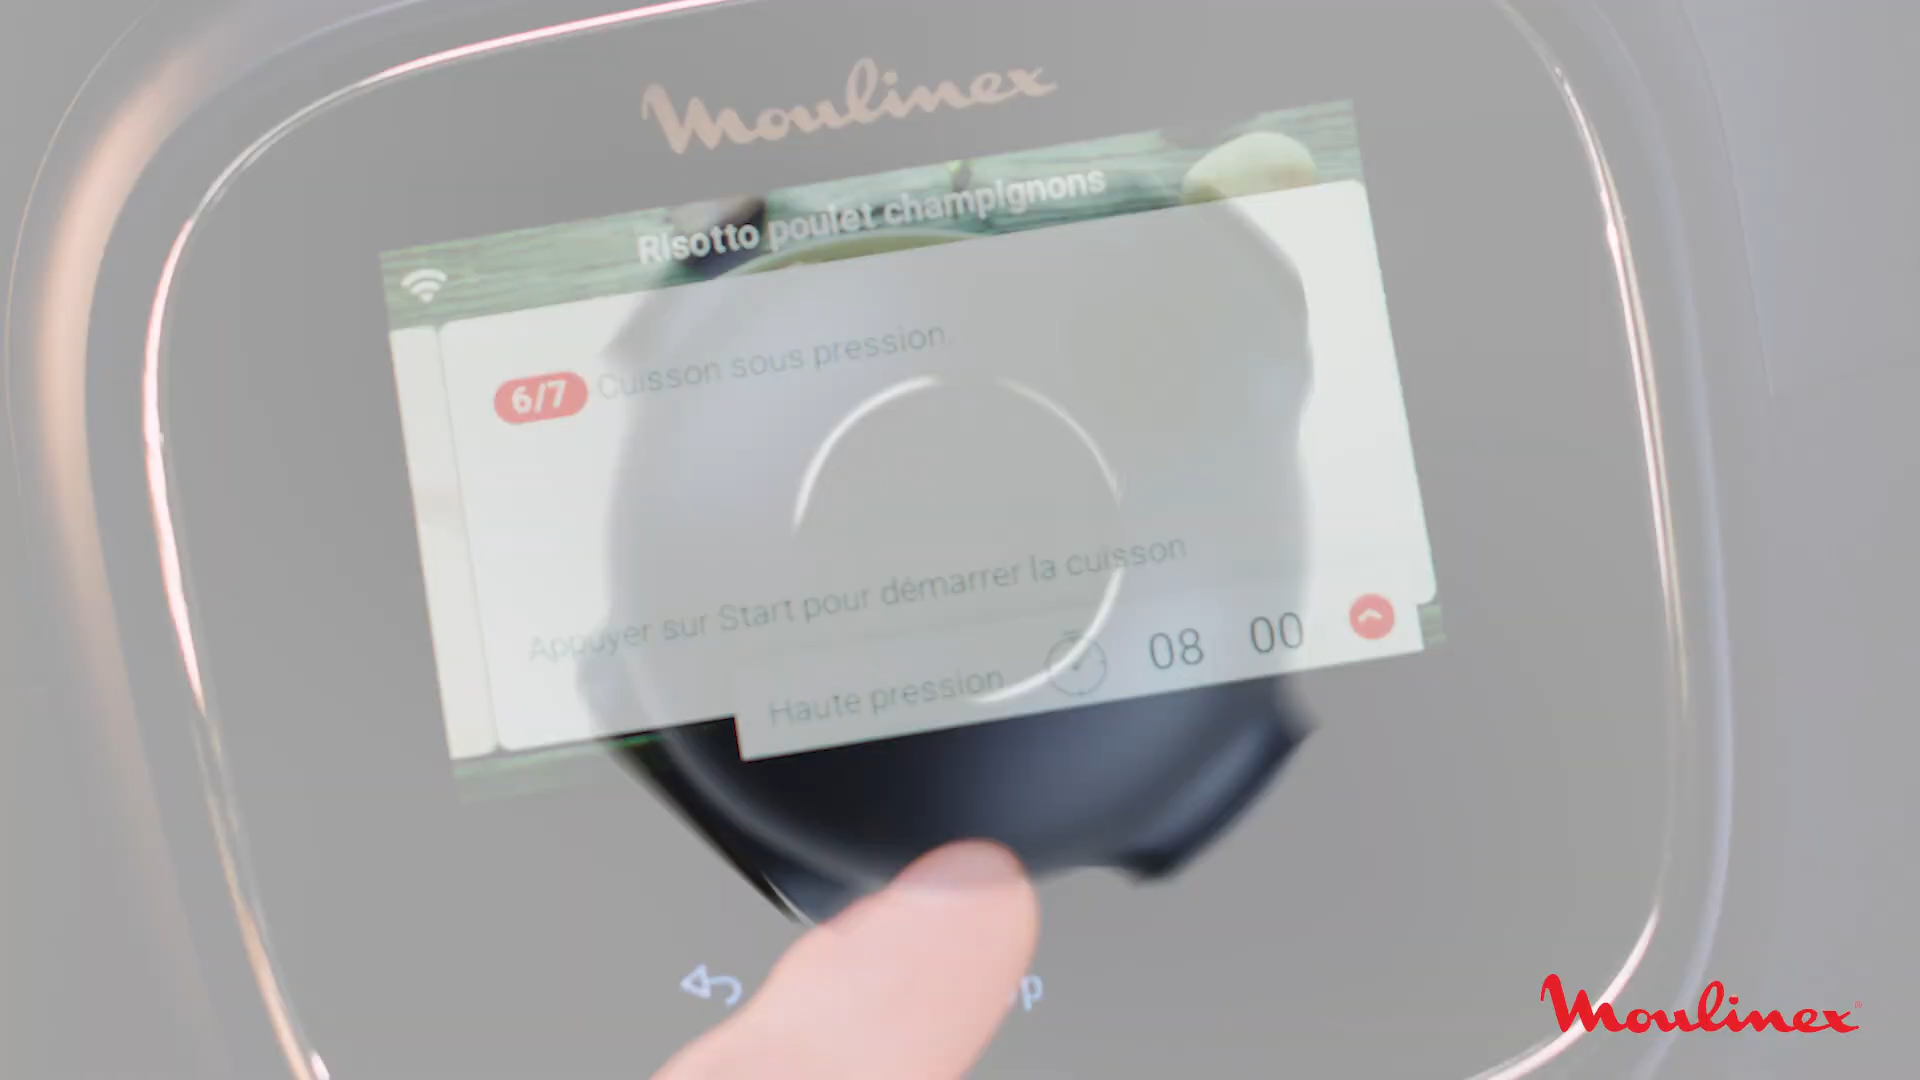 Moulinex
Risotto poulet champignons
6/7 Cuisson sous pression.
Appuyer sur Start pour démarrer la cuisson
Haute pression 08 00
p
Moulinex